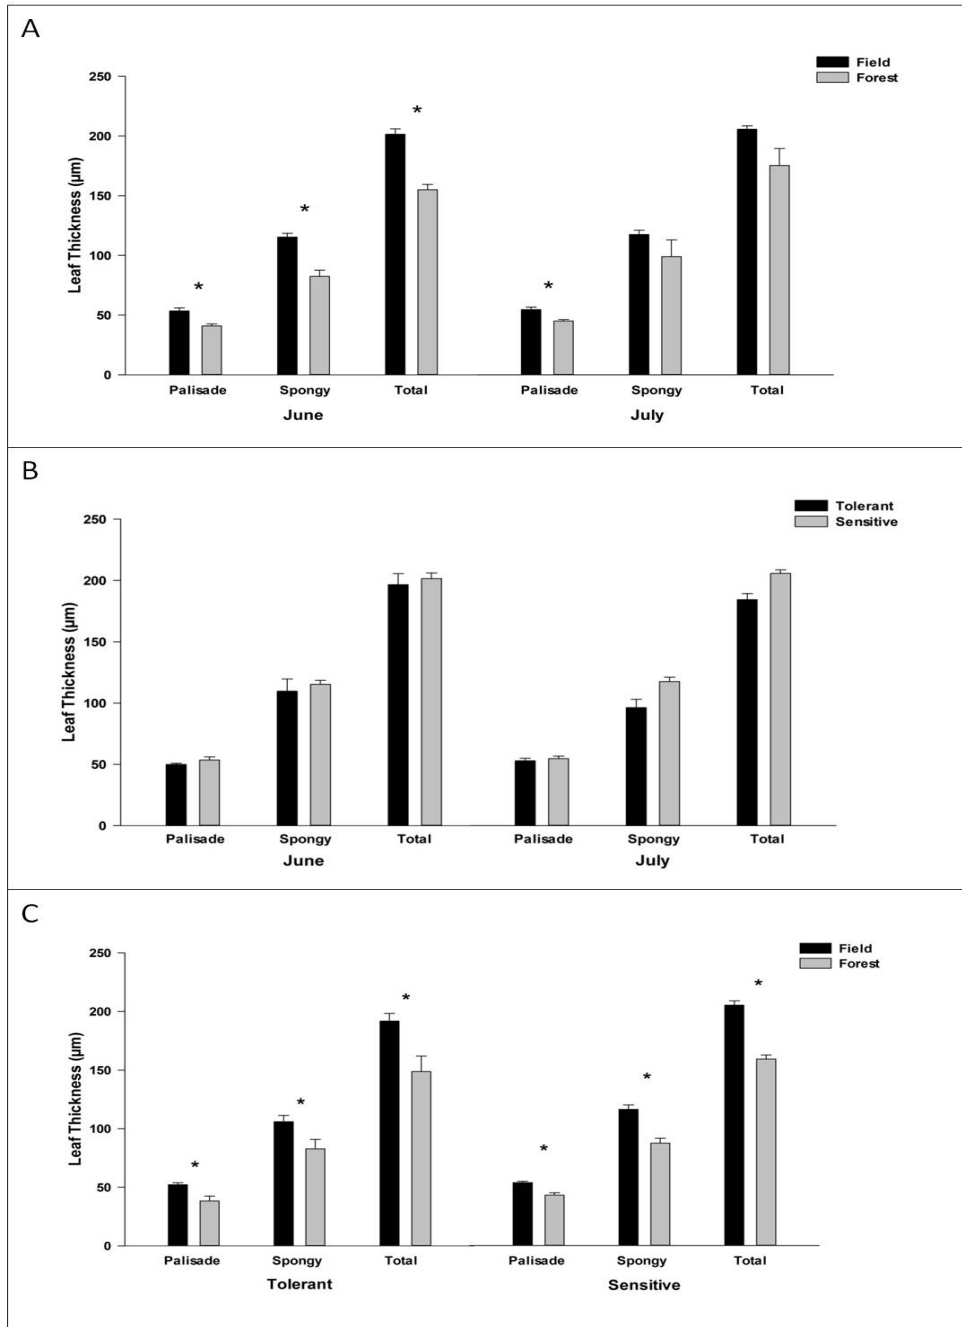 A
Field
Forest
250
200
150
100
50
0
Leaf Thickness (µm)
*
*
*
*
Palisade Spongy Total Palisade Spongy Total
June July
B
Tolerant
Sensitive
250
200
150
100
50
0
Leaf Thickness (µm)
Palisade Spongy Total Palisade Spongy Total
June July
C
Field
Forest
250
200
150
100
50
0
Leaf Thickness (µm)
*
*
*
*
*
*
Palisade Spongy Total Palisade Spongy Total
Tolerant Sensitive